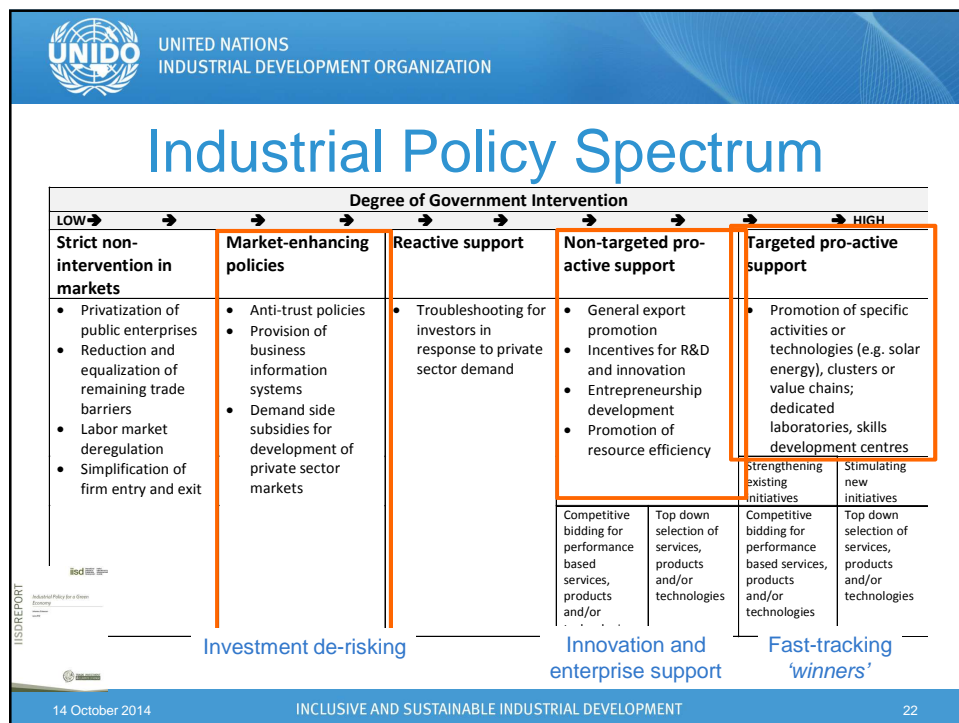 UNIDO
UNITED NATIONS
INDUSTRIAL DEVELOPMENT ORGANIZATION
Industrial Policy Spectrum
Degree of Government Intervention
LOW➔ ➔ ➔ ➔ ➔ ➔ ➔ ➔ ➔ ➔ HIGH
Strict non-
intervention in
markets
Market-enhancing
policies
Reactive support
Non-targeted pro-
active support
Targeted pro-active
support
• Privatization of
public enterprises
• Reduction and
equalization of
remaining trade
barriers
• Labor market
deregulation
• Simplification of
firm entry and exit
• Anti-trust policies
• Provision of
business
information
systems
• Demand side
subsidies for
development of
private sector
markets
• Troubleshooting for
investors in
response to private
sector demand
• General export
promotion
• Incentives for R&D
and innovation
• Entrepreneurship
development
• Promotion of
resource efficiency
• Promotion of specific
activities or
technologies (e.g. solar
energy), clusters or
value chains;
dedicated
laboratories, skills
development centres
Strengthening
existing
initiatives
Stimulating
new
initiatives
Competitive
bidding for
performance
based
services,
products
and/or
Top down
selection of
services,
products
and/or
technologies
Competitive
bidding for
performance
based services,
products
and/or
technologies
Top down
selection of
services,
products
and/or
technologies
iisd
IISDREPORT
Industrial Policy for a Green
Economy
Investment de-risking
Innovation and
enterprise support
Fast-tracking
'winners'
14 October 2014
INCLUSIVE AND SUSTAINABLE INDUSTRIAL DEVELOPMENT
22